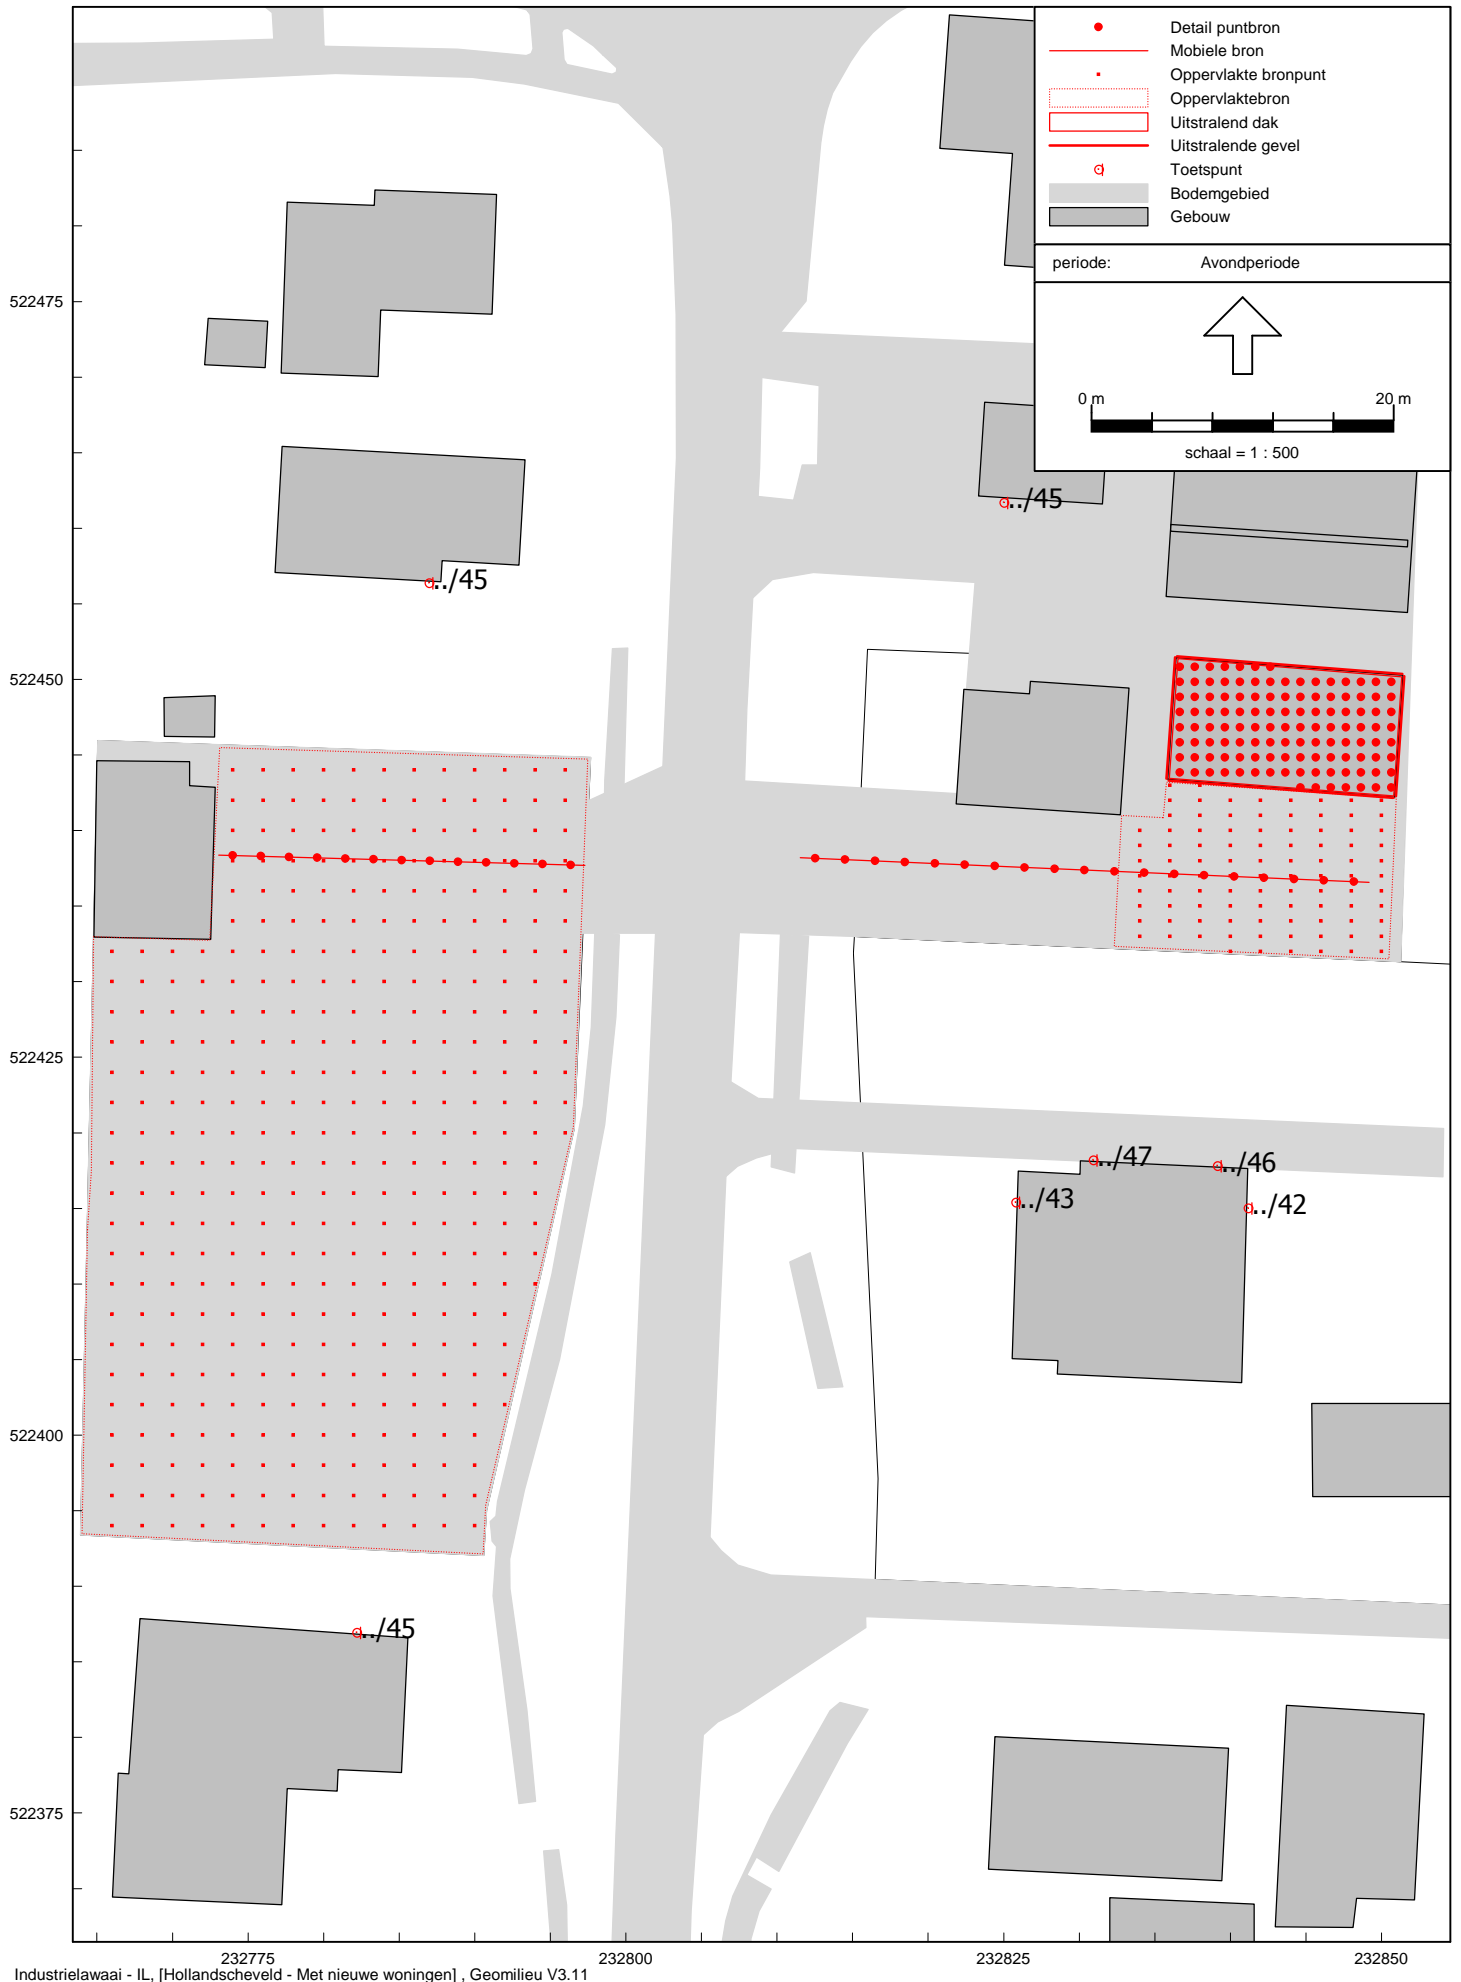 Detail puntbron
Mobiele bron
Oppervlakte bronpunt
Oppervlaktebron
Uitstralend dak
Uitstralende gevel
Toetspunt
Bodemgebied
Gebouw
periode: Avondperiode
0 m 20 m
schaal = 1 : 500
522475
../45
../45
522450
522425
../47
../46
../43
../42
522400
../45
522375
232775 232800 232825 232850
Industrielawaai - IL, [Hollandscheveld - Met nieuwe woningen] , Geomilieu V3.11